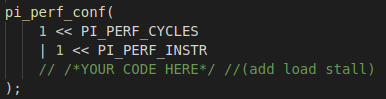 pi_perf_conf(
1 << PI_PERF_CYCLES
| 1 << PI_PERF_INSTR
// /*YOUR CODE HERE*/ //(add load stall)
);